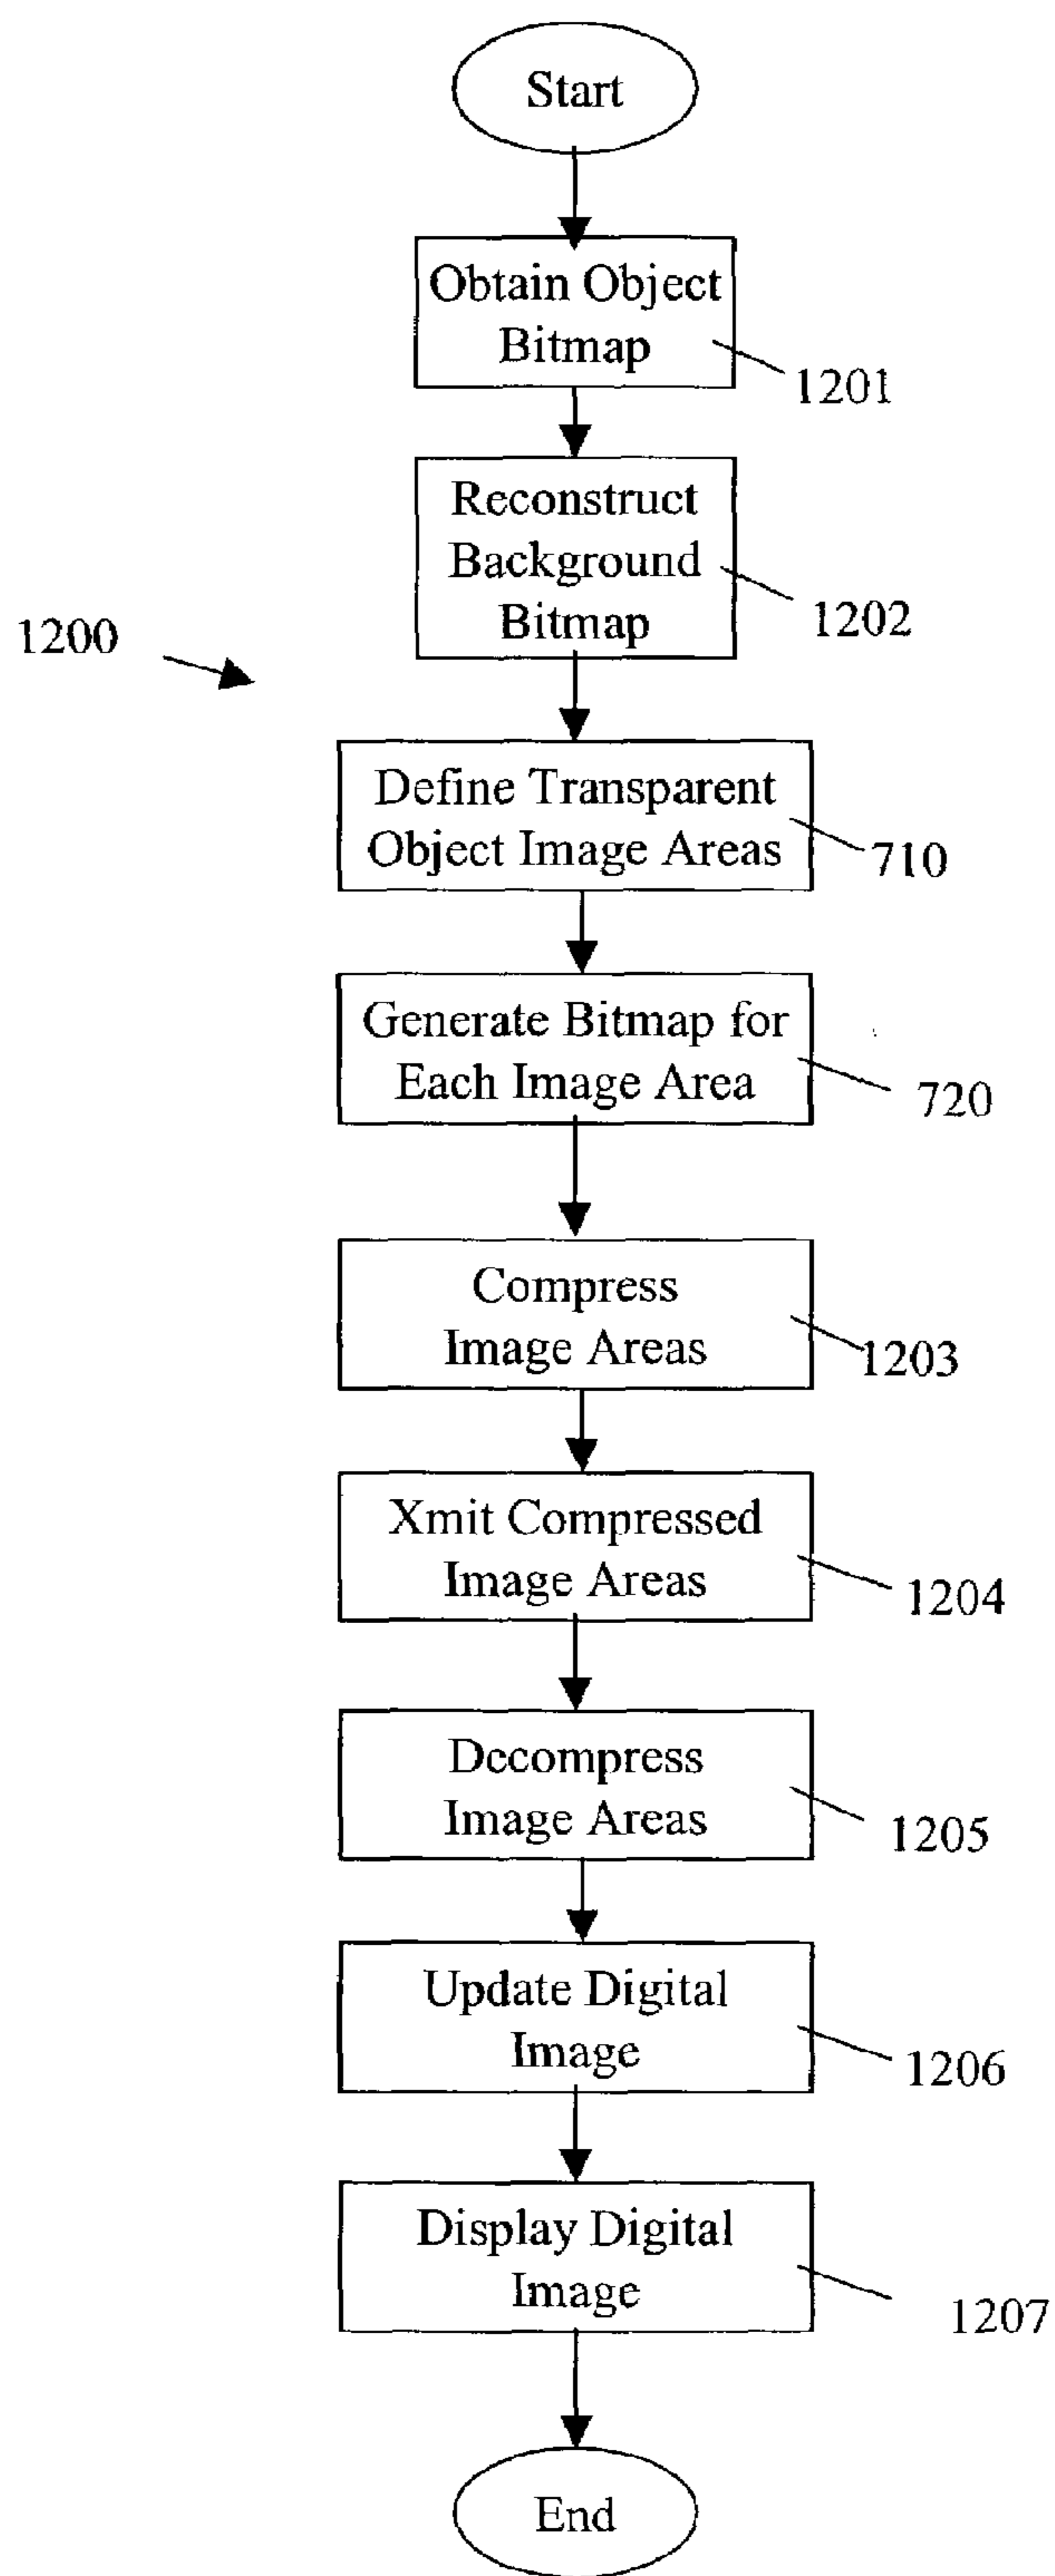 Start
Obtain Object
Bitmap
1201
Reconstruct
Background
Bitmap
1202
1200
Define Transparent
Object Image Areas
710
Generate Bitmap for
Each Image Area
720
Compress
Image Areas
1203
Xmit Compressed
Image Areas
1204
Decompress
Image Areas
1205
Update Digital
Image
1206
Display Digital
Image
1207
End